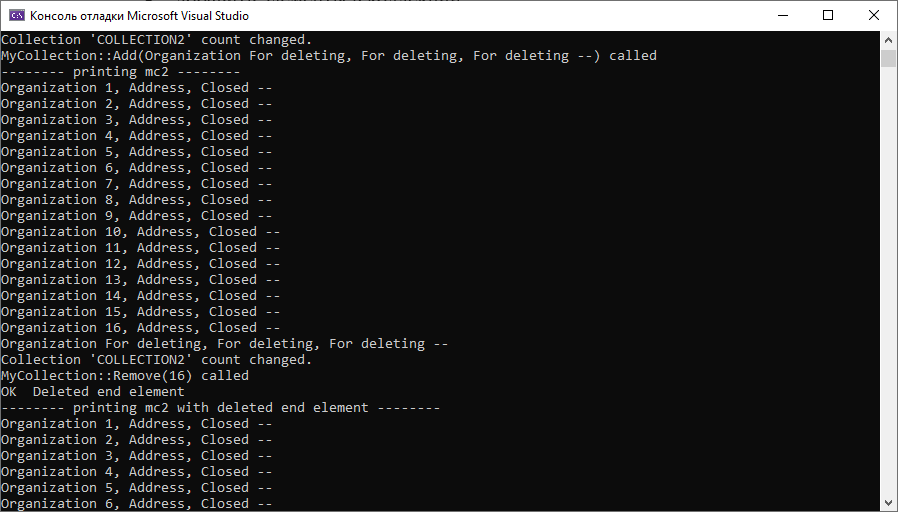 Консоль отладки Microsoft Visual Studio
Collection 'COLLECTION2' count changed.
MyCollection::Add(Organization For deleting, For deleting, For deleting --) called
-------- printing mc2 --------
Organization 1, Address, Closed --
Organization 2, Address, Closed --
Organization 3, Address, Closed --
Organization 4, Address, Closed --
Organization 5, Address, Closed --
Organization 6, Address, Closed --
Organization 7, Address, Closed --
Organization 8, Address, Closed --
Organization 9, Address, Closed --
Organization 10, Address, Closed --
Organization 11, Address, Closed --
Organization 12, Address, Closed --
Organization 13, Address, Closed --
Organization 14, Address, Closed --
Organization 15, Address, Closed --
Organization 16, Address, Closed --
Organization For deleting, For deleting, For deleting --
Collection 'COLLECTION2' count changed.
MyCollection::Remove(16) called
OK  Deleted end element
-------- printing mc2 with deleted end element --------
Organization 1, Address, Closed --
Organization 2, Address, Closed --
Organization 3, Address, Closed --
Organization 4, Address, Closed --
Organization 5, Address, Closed --
Organization 6, Address, Closed --